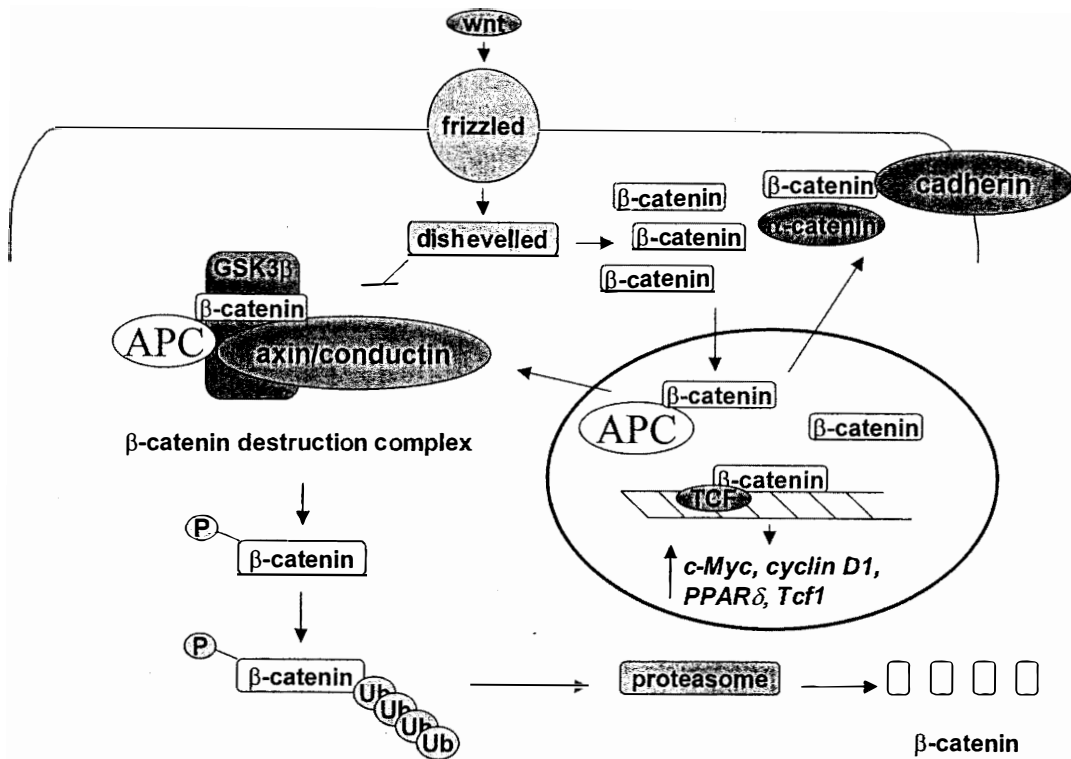 wnt
frizzled
dishevelled
β-catenin
β-catenin
β-catenin
β-catenin
cadherin
α-catenin
GSK3β
β-catenin
APC
axin/conductin
β-catenin destruction complex
β-catenin
APC
β-catenin
β-catenin
TCF
c-Myc, cyclin D1,
PPARδ, Tcf1
P
β-catenin
P
β-catenin
Ub
Ub
Ub
Ub
proteasome
β-catenin